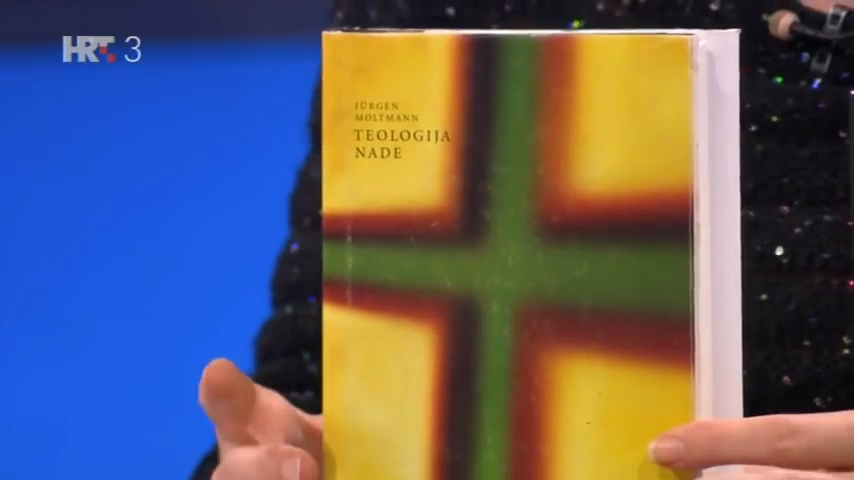 HRT 3
JÜRGEN
MOLTMANN
TEOLOGIJA
NADE